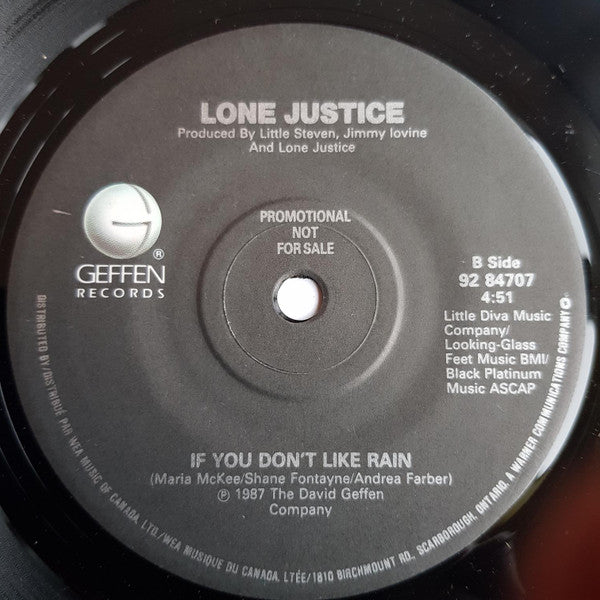 LONE JUSTICE
Produced By Little Steven, Jimmy Iovine
And Lone Justice
PROMOTIONAL
NOT
FOR SALE
G
®
GEFFEN
RECORDS
B Side
92 84707
4:51
Little Diva Music
Company/
Looking-Glass
Feet Music BMI/
Black Platinum
Music ASCAP
IF YOU DON'T LIKE RAIN
(Maria McKee/Shane Fontayne/Andrea Farber)
℗ 1987 The David Geffen
Company
DISTRIBUTED BY/DISTRIBUÉ PAR WEA MUSIC OF CANADA, LTD./WEA MUSIQUE DU CANADA, LTÉE/1810 BIRCHMOUNT RD., SCARBOROUGH, ONTARIO, A WARNER COMMUNICATIONS COMPANY